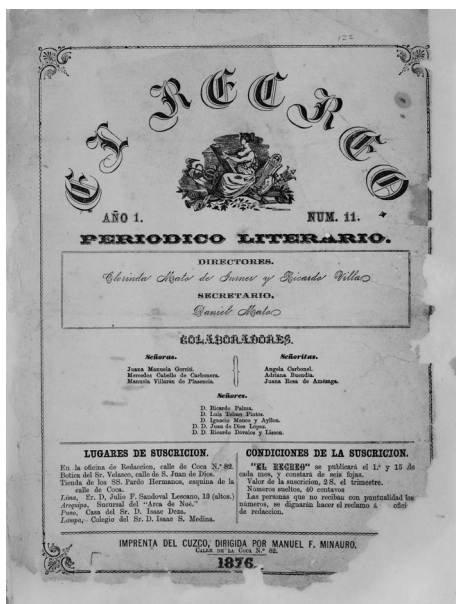 122
EL RECREO
AÑO 1. NUM. 11.
PERIODICO LITERARIO.
DIRECTORES.
Clorinda Mato de Turner y Ricardo Villa
SECRETARIO,
Daniel Mato
COLABORADORES.
Señoras.
Juana Manuela Gorriti.
Mercedes Cabello de Carbonera.
Manuela Villarán de Plasencia.
Señoritas.
Angela Carbonel.
Adriana Buendia.
Juana Rosa de Amézaga.
Señores.
D. Ricardo Palma.
D. Luis Telmo Pintos.
D. Ignacio Manco y Ayllon.
D. D. Juan de Dios López.
D. D. Ricardo Dávalos y Lisson.
LUGARES DE SUSCRICION.
En la oficina de Redaccion, calle de Coca N.º 82.
Botica del Sr. Velasco, calle de S. Juan de Dios.
Tienda de los SS. Pardo Hermanos, esquina de la
calle de Coca.
Lima, Sr. D, Julio F. Sandoval Lescano, 13 (altos.)
Arequipa, Sucursal del "Arca de Noé."
Puno, Casa del Sr. D. Isaac Deza.
Lampa, Colegio del Sr. D. Isaac S. Medina.
CONDICIONES DE LA SUSCRICION.
"EL RECREO" se publicará el 1.º y 15 de
cada mes, y constará de seis fojas.
Valor de la suscricion, 2 S. el trimestre.
Números sueltos, 40 centavos
Las personas que no reciban con puntualidad los
números, se dignarán hacer el reclamo á
de redaccion.
IMPRENTA DEL CUZCO, DIRIGIDA POR MANUEL F. MINAURO.
CALLE DE LA COCA N.º 82.
1876.